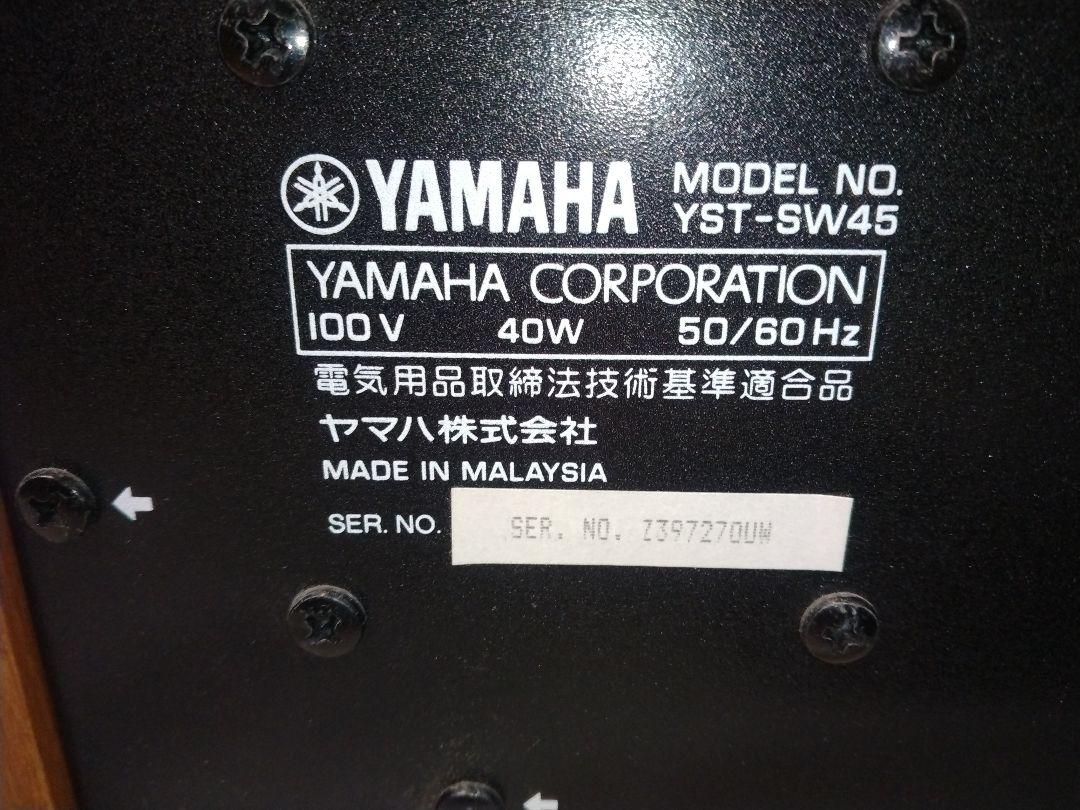 YAMAHA MODEL NO.
YST-SW45
YAMAHA CORPORATION
100V 40W 50/60Hz
電気用品取締法技術基準適合品
ヤマハ株式会社
MADE IN MALAYSIA
SER. NO. SER. NO. Z397270UW